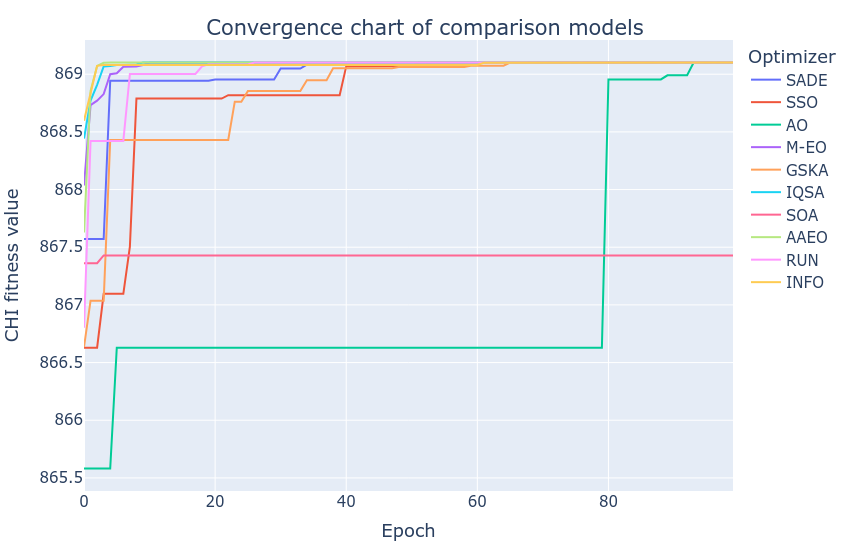 Convergence chart of comparison models
CHI fitness value
869
868.5
868
867.5
867
866.5
866
865.5
0
20
40
60
80
Epoch
Optimizer
SADE
SSO
AO
M-EO
GSKA
IQSA
SOA
AAEO
RUN
INFO